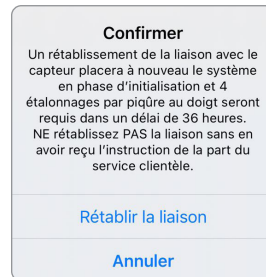 Confirmer
Un rétablissement de la liaison avec le
capteur placera à nouveau le système
en phase d'initialisation et 4
étalonnages par piqûre au doigt seront
requis dans un délai de 36 heures.
NE rétablissez PAS la liaison sans en
avoir reçu l'instruction de la part du
service clientèle.
Rétablir la liaison
Annuler